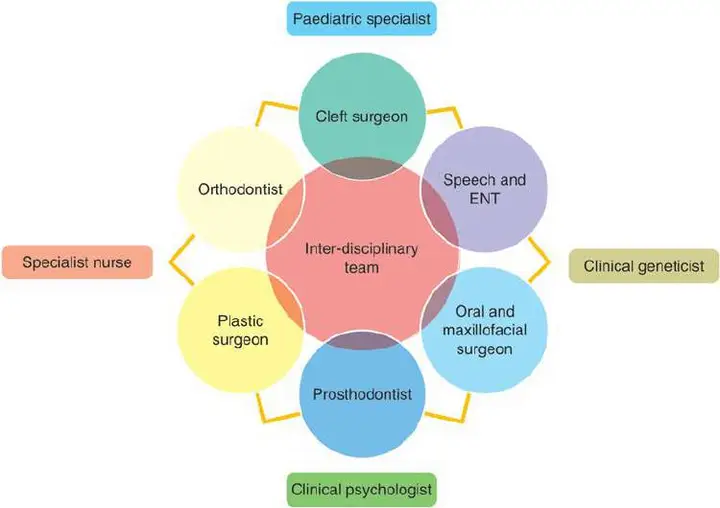 Paediatric specialist
Cleft surgeon
Orthodontist
Speech and
ENT
Inter-disciplinary
team
Specialist nurse
Clinical geneticist
Plastic
surgeon
Oral and
maxillofacial
surgeon
Prosthodontist
Clinical psychologist